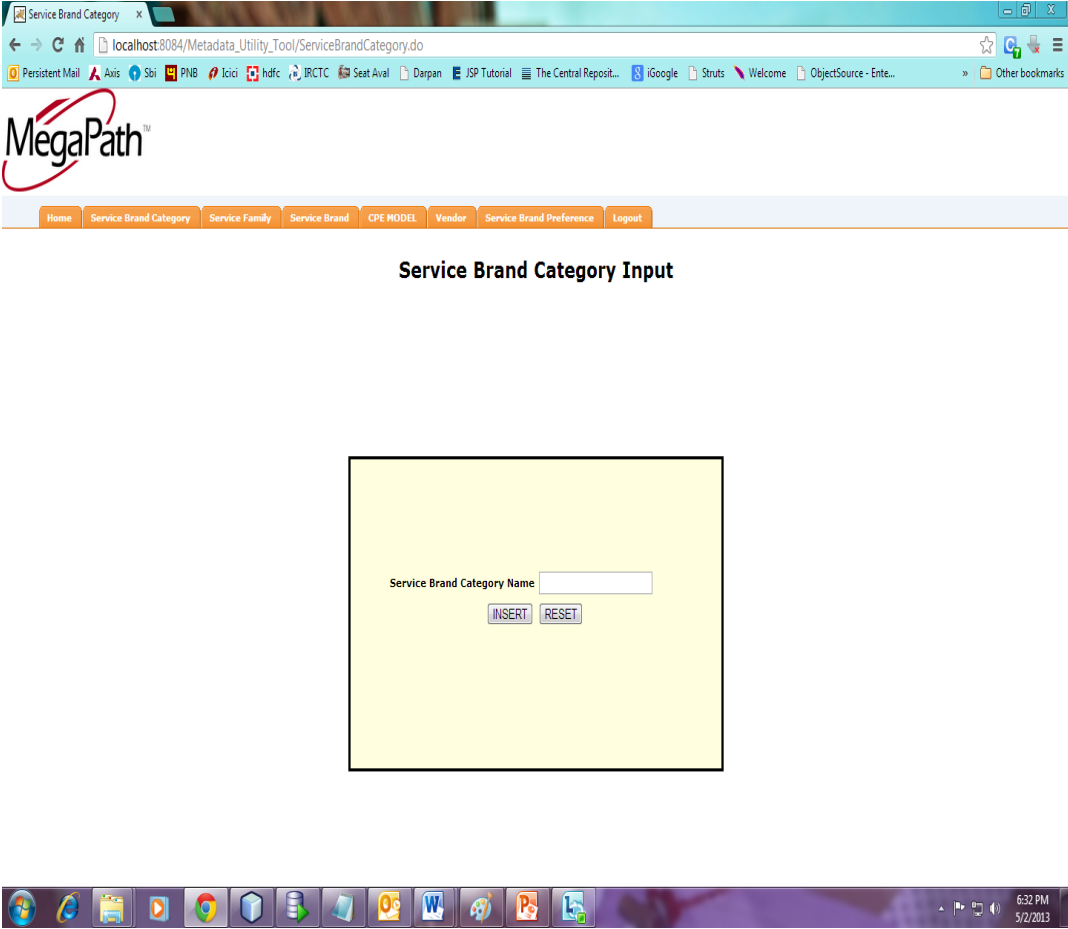 Service Brand Category
localhost:8084/Metadata_Utility_Tool/ServiceBrandCategory.do
Persistent Mail Axis Sbi PNB Icici hdfc IRCTC Seat Aval Darpan JSP Tutorial The Central Reposit... iGoogle Struts Welcome ObjectSource - Ente... » Other bookmarks
MegaPath™
Home Service Brand Category Service Family Service Brand CPE MODEL Vendor Service Brand Preference Logout
Service Brand Category Input
Service Brand Category Name
INSERT RESET
6:32 PM
5/2/2013